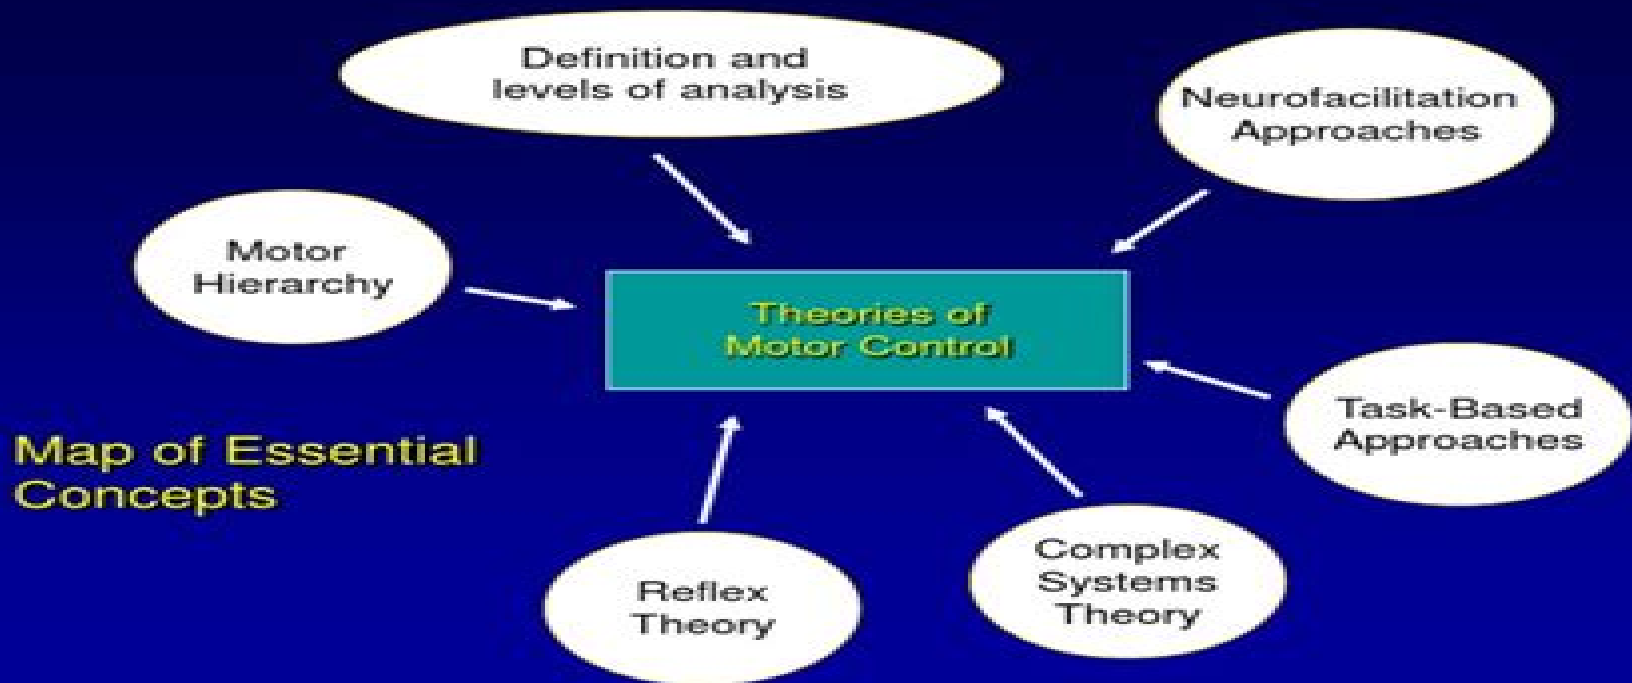 Definition and
levels of analysis
Neurofacilitation
Approaches
Motor
Hierarchy
Theories of
Motor Control
Task-Based
Approaches
Map of Essential
Concepts
Complex
Systems
Theory
Reflex
Theory